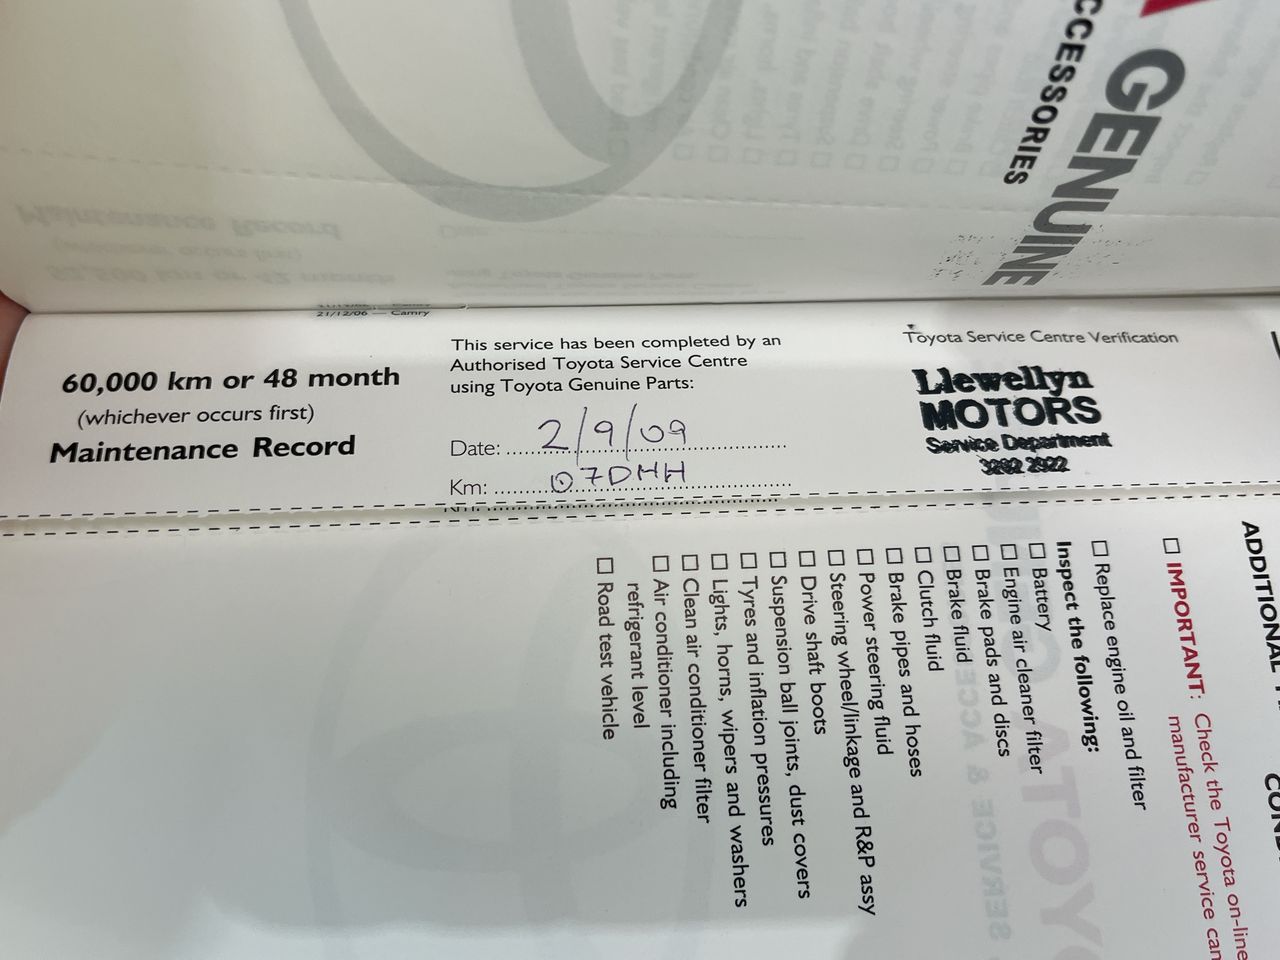 CCESSORIES
GENUINE
21/12/06 — Camry
60,000 km or 48 month
(whichever occurs first)
Maintenance Record
This service has been completed by an
Authorised Toyota Service Centre
using Toyota Genuine Parts:
Date: 2/9/09
Km: 07DHH
Toyota Service Centre Verification
Llewellyn
MOTORS
Service Department
3292 2922
ADDITIONAL
☐ IMPORTANT: Check the Toyota on-line
manufacturer service can
☐ Replace engine oil and filter
Inspect the following:
☐ Battery
☐ Engine air cleaner filter
☐ Brake pads and discs
☐ Brake fluid
☐ Clutch fluid
☐ Brake pipes and hoses
☐ Power steering fluid
☐ Steering wheel/linkage and R&P assy
☐ Drive shaft boots
☐ Suspension ball joints, dust covers
☐ Tyres and inflation pressures
☐ Lights, horns, wipers and washers
☐ Clean air conditioner filter
☐ Air conditioner including
refrigerant level
☐ Road test vehicle